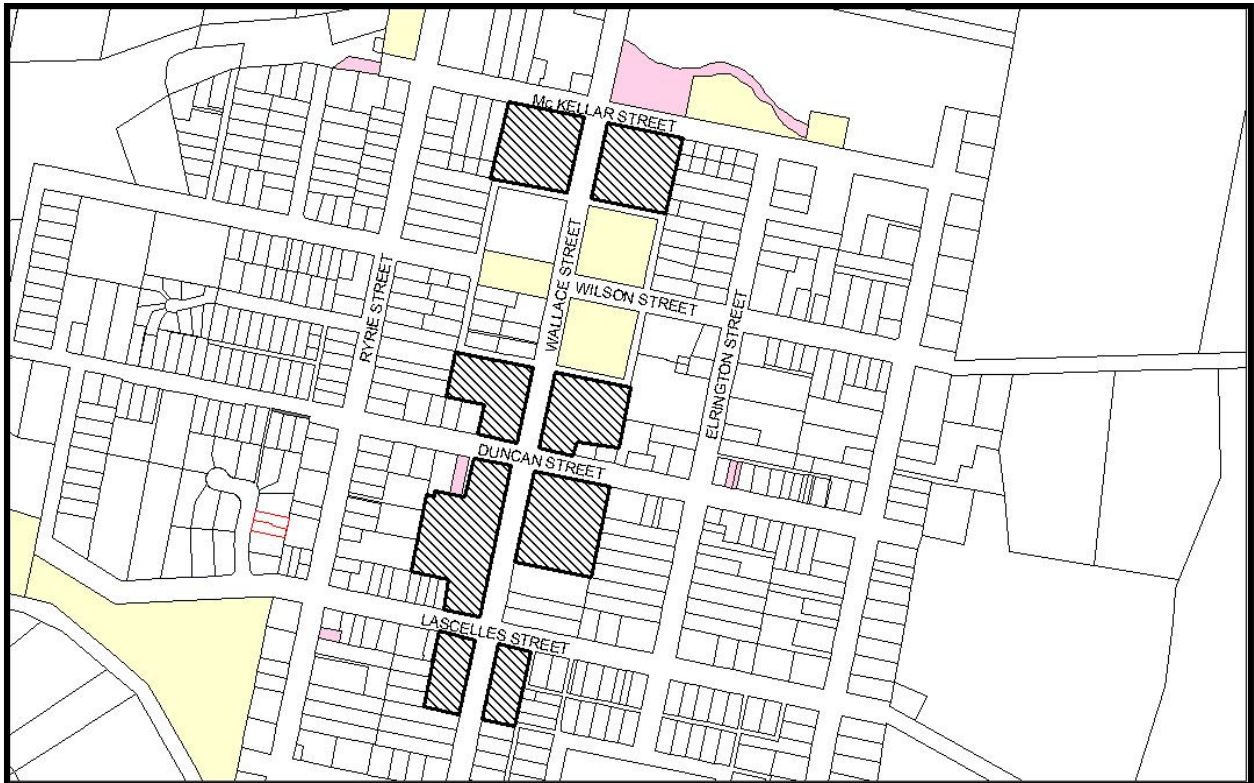 Mc KELLAR STREET
WALLACE STREET
WILSON STREET
RYRIE STREET
ELRINGTON STREET
DUNCAN STREET
LASCELLES STREET